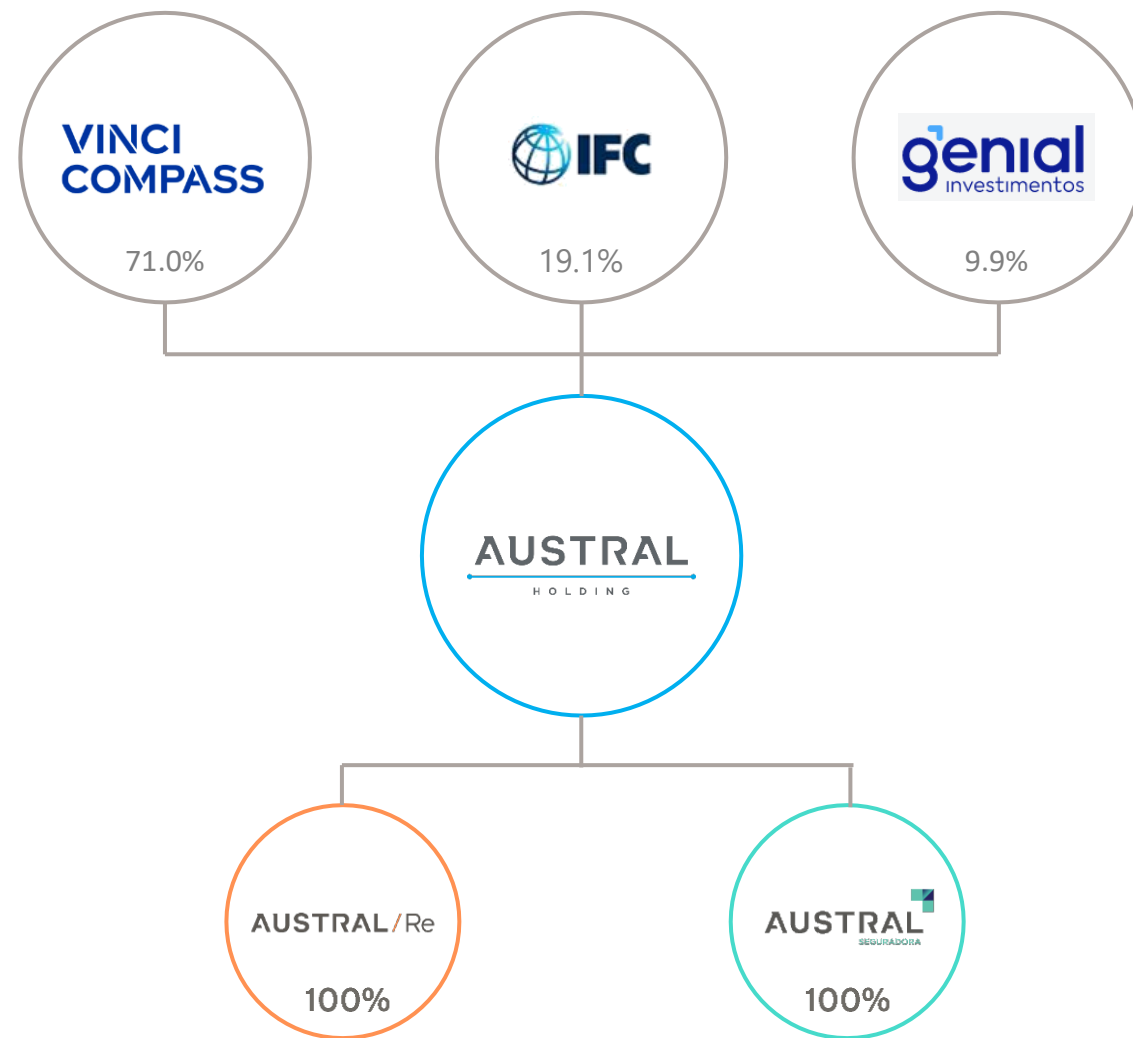 VINCI
COMPASS
71.0%
IFC
19.1%
genial
investimentos
9.9%
AUSTRAL
HOLDING
AUSTRAL/Re
100%
AUSTRAL
SEGURADORA
100%